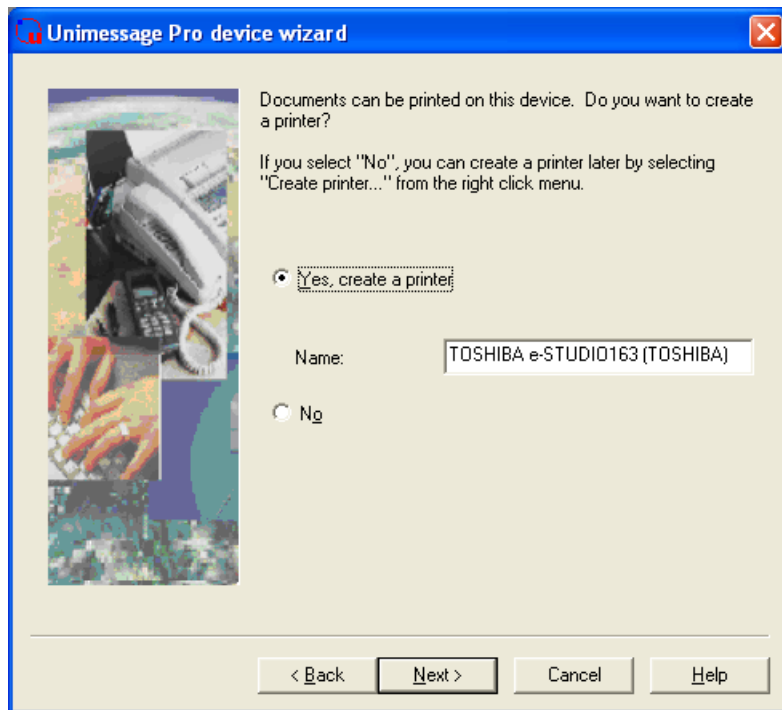 Unimessage Pro device wizard
Documents can be printed on this device. Do you want to create
a printer?
If you select "No", you can create a printer later by selecting
"Create printer..." from the right click menu.
Yes, create a printer
Name:
TOSHIBA e-STUDIO163 (TOSHIBA)
No
< Back
Next >
Cancel
Help